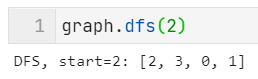 1 graph.dfs(2)
DFS, start=2: [2, 3, 0, 1]